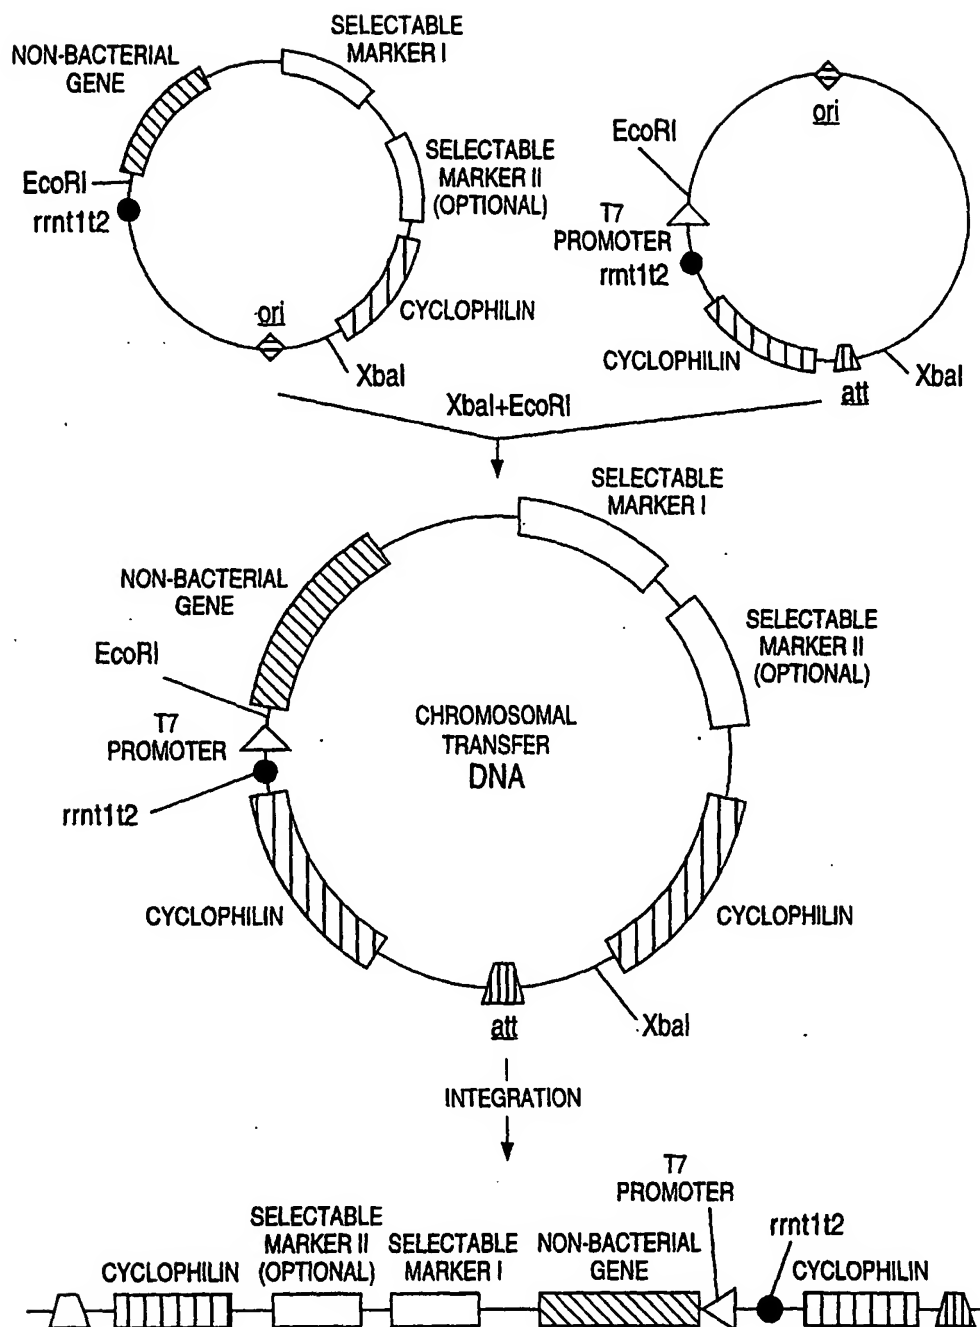 NON-BACTERIAL
GENE
SELECTABLE
MARKER I
EcoRI
rrnt1t2
SELECTABLE
MARKER II
(OPTIONAL)
CYCLOPHILIN
ori
XbaI
ori
EcoRI
T7
PROMOTER
rrnt1t2
CYCLOPHILIN
att
XbaI
XbaI+EcoRI
SELECTABLE
MARKER I
NON-BACTERIAL
GENE
SELECTABLE
MARKER II
(OPTIONAL)
EcoRI
T7
PROMOTER
rrnt1t2
CHROMOSOMAL
TRANSFER
DNA
CYCLOPHILIN
CYCLOPHILIN
att
XbaI
INTEGRATION
T7
PROMOTER
rrnt1t2
CYCLOPHILIN
SELECTABLE
MARKER II
(OPTIONAL)
SELECTABLE
MARKER I
NON-BACTERIAL
GENE
CYCLOPHILIN